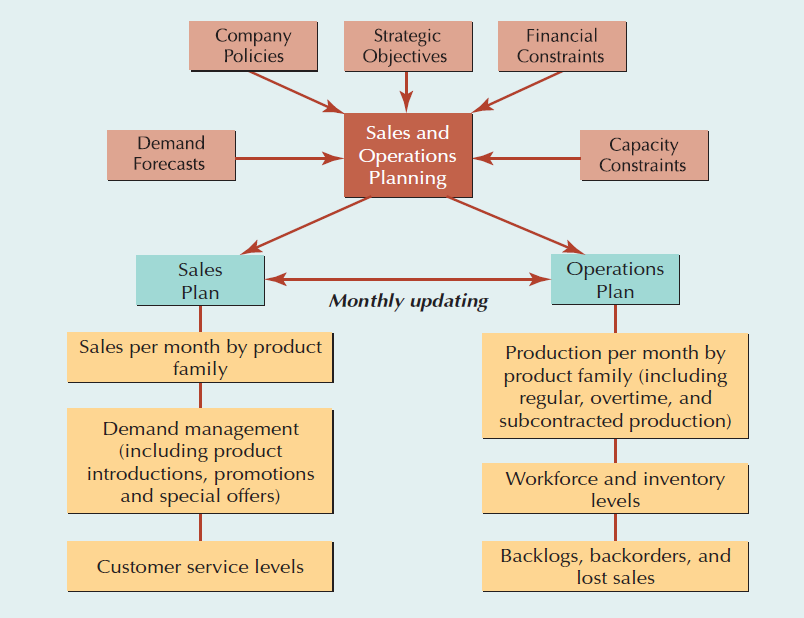 Company
Policies
Strategic
Objectives
Financial
Constraints
Demand
Forecasts
Sales and
Operations
Planning
Capacity
Constraints
Sales
Plan
Monthly updating
Operations
Plan
Sales per month by product
family
Demand management
(including product
introductions, promotions
and special offers)
Customer service levels
Production per month by
product family (including
regular, overtime, and
subcontracted production)
Workforce and inventory
levels
Backlogs, backorders, and
lost sales